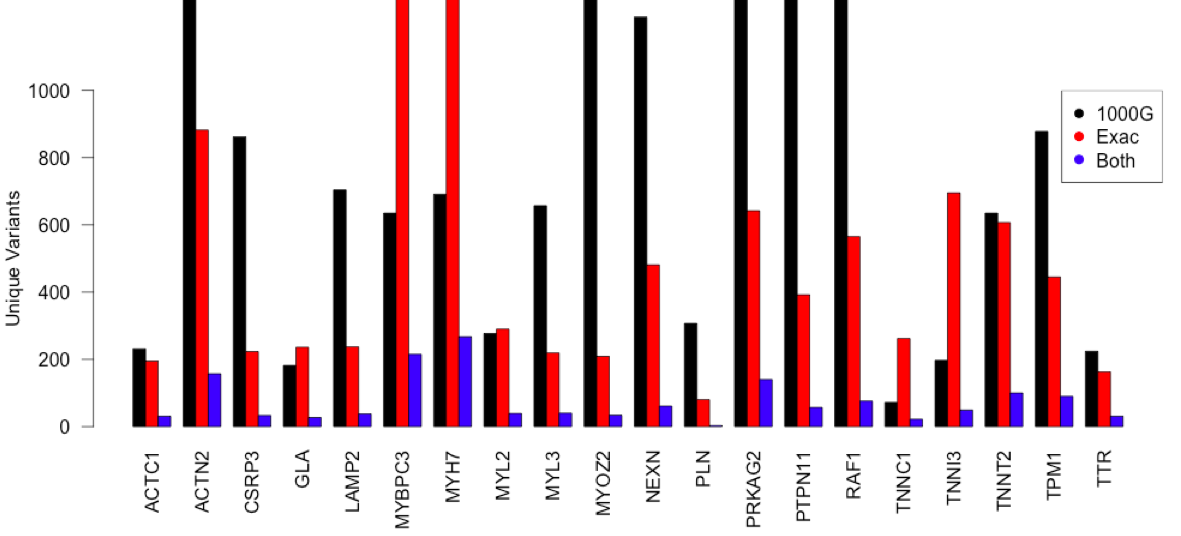 1000
800
600
400
200
0
Unique Variants
1000G
Exac
Both
ACTC1
ACTN2
CSRP3
GLA
LAMP2
MYBPC3
MYH7
MYL2
MYL3
MYOZ2
NEXN
PLN
PRKAG2
PTPN11
RAF1
TNNC1
TNNI3
TNNT2
TPM1
TTR